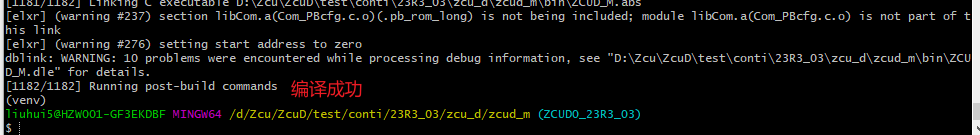 [1181/1182] Linking C executable D:\Zcu\ZcuD\test\conti\23R3_O3\zcu_d\zcud_m\bin\ZCUD_M.abs
[elxr] (warning #237) section libCom.a(Com_PBcfg.c.o)(.pb_rom_long) is not being included; module libCom.a(Com_PBcfg.c.o) is not part of t
his link
[elxr] (warning #276) setting start address to zero
dblink: WARNING: 10 problems were encountered while processing debug information, see "D:\Zcu\ZcuD\test\conti\23R3_O3\zcu_d\zcud_m\bin\ZCU
D_M.dle" for details.
[1182/1182] Running post-build commands 编译成功
(venv)
liuhui5@HZW001-GF3EKDBF MINGW64 /d/Zcu/ZcuD/test/conti/23R3_O3/zcu_d/zcud_m (ZCUDO_23R3_O3)
$